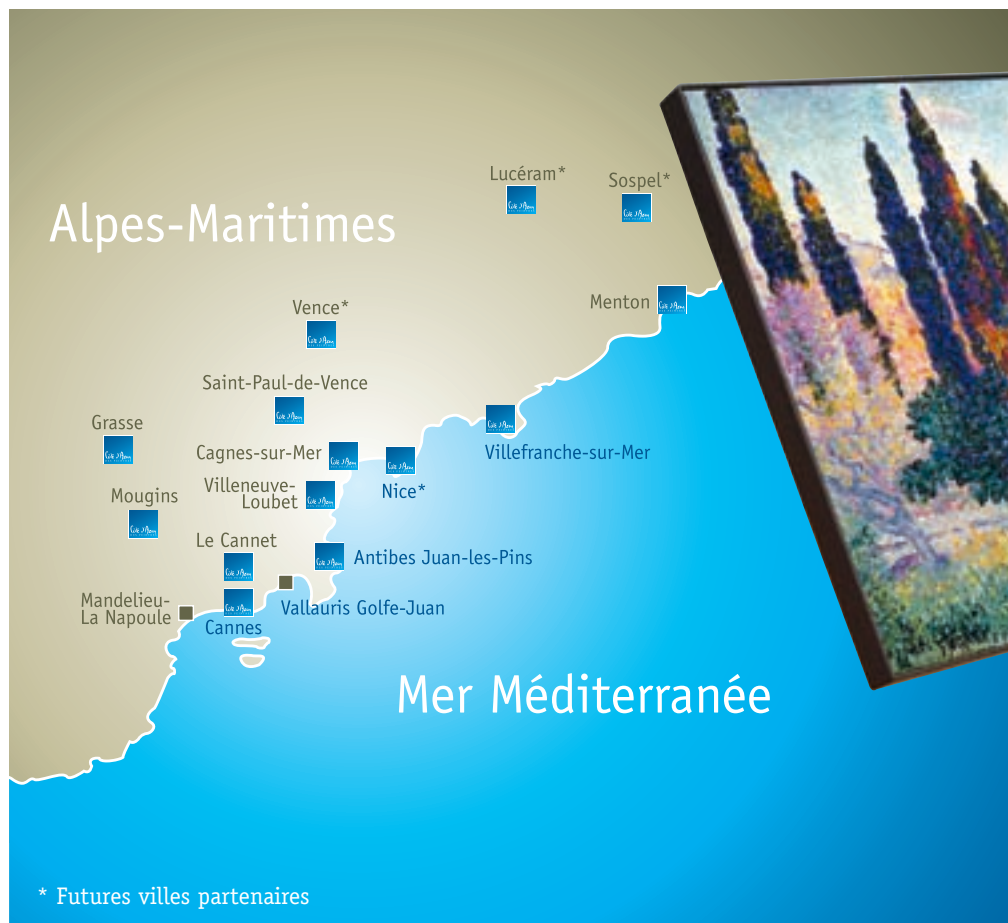 Lucéram*
Sospel*
Alpes-Maritimes
Menton
Vence*
Saint-Paul-de-Vence
Grasse
Cagnes-sur-Mer
Villefranche-sur-Mer
Nice*
Villeneuve-
Loubet
Mougins
Le Cannet
Antibes Juan-les-Pins
Mandelieu-
La Napoule
Vallauris Golfe-Juan
Cannes
Mer Méditerranée
* Futures villes partenaires